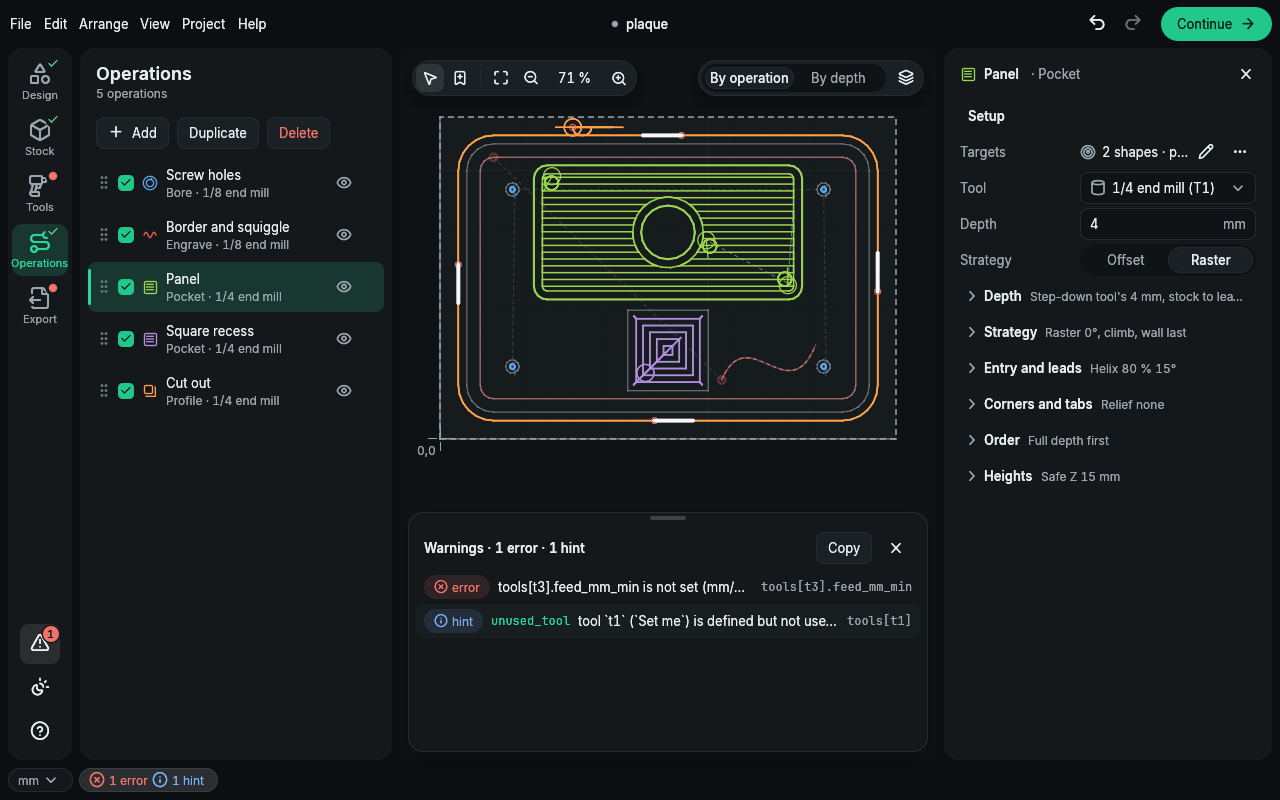 File Edit Arrange View Project Help
plaque
Continue
Design
Stock
Tools
Operations
Export
1
Operations
5 operations
Add Duplicate Delete
Screw holes
Bore · 1/8 end mill
Border and squiggle
Engrave · 1/8 end mill
Panel
Pocket · 1/4 end mill
Square recess
Pocket · 1/4 end mill
Cut out
Profile · 1/4 end mill
71 %
By operation By depth
0,0
Warnings · 1 error · 1 hint
Copy
error tools[t3].feed_mm_min is not set (mm/... tools[t3].feed_mm_min
hint unused_tool tool `t1` (`Set me`) is defined but not use... tools[t1]
Panel · Pocket
Setup
Targets 2 shapes · p...
Tool 1/4 end mill (T1)
Depth 4 mm
Strategy Offset Raster
Depth Step-down tool's 4 mm, stock to lea...
Strategy Raster 0°, climb, wall last
Entry and leads Helix 80 % 15°
Corners and tabs Relief none
Order Full depth first
Heights Safe Z 15 mm
mm
1 error 1 hint